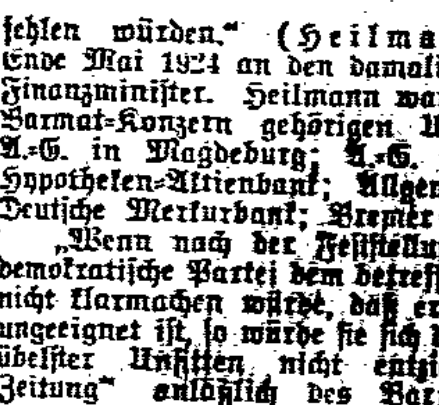 fehlen würden.“ (Heilma
Ende Mai 1924 an den damali
Finanzminister. Heilmann war
Barmat-Konzern gehörigen
A.-G. in Magdeburg; A.-G.
Hypotheken-Aktienbank; Allgem
Deutsche Merkurbank; Bremer
„Wenn nach der Feststellu
demokratische Partei dem betreff
nicht klarmachen würde, daß er
ungeeignet ist, so würde sie sich
übelster Unsitten nicht entzi
Zeitung“ anläßlich des Bar